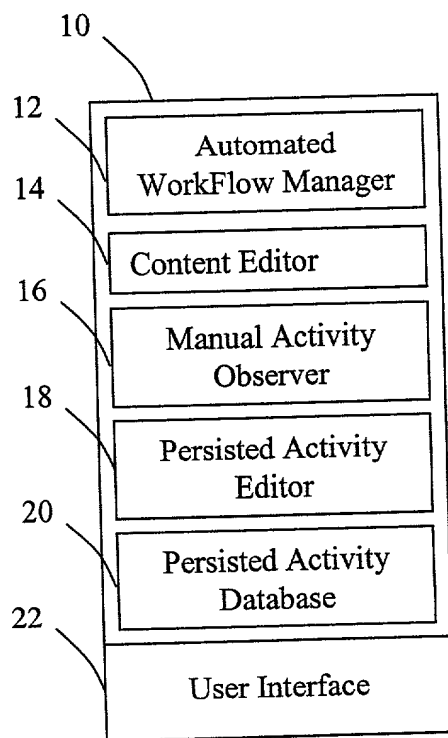 10
12
Automated
WorkFlow Manager
14
Content Editor
16
Manual Activity
Observer
18
Persisted Activity
Editor
20
Persisted Activity
Database
22
User Interface